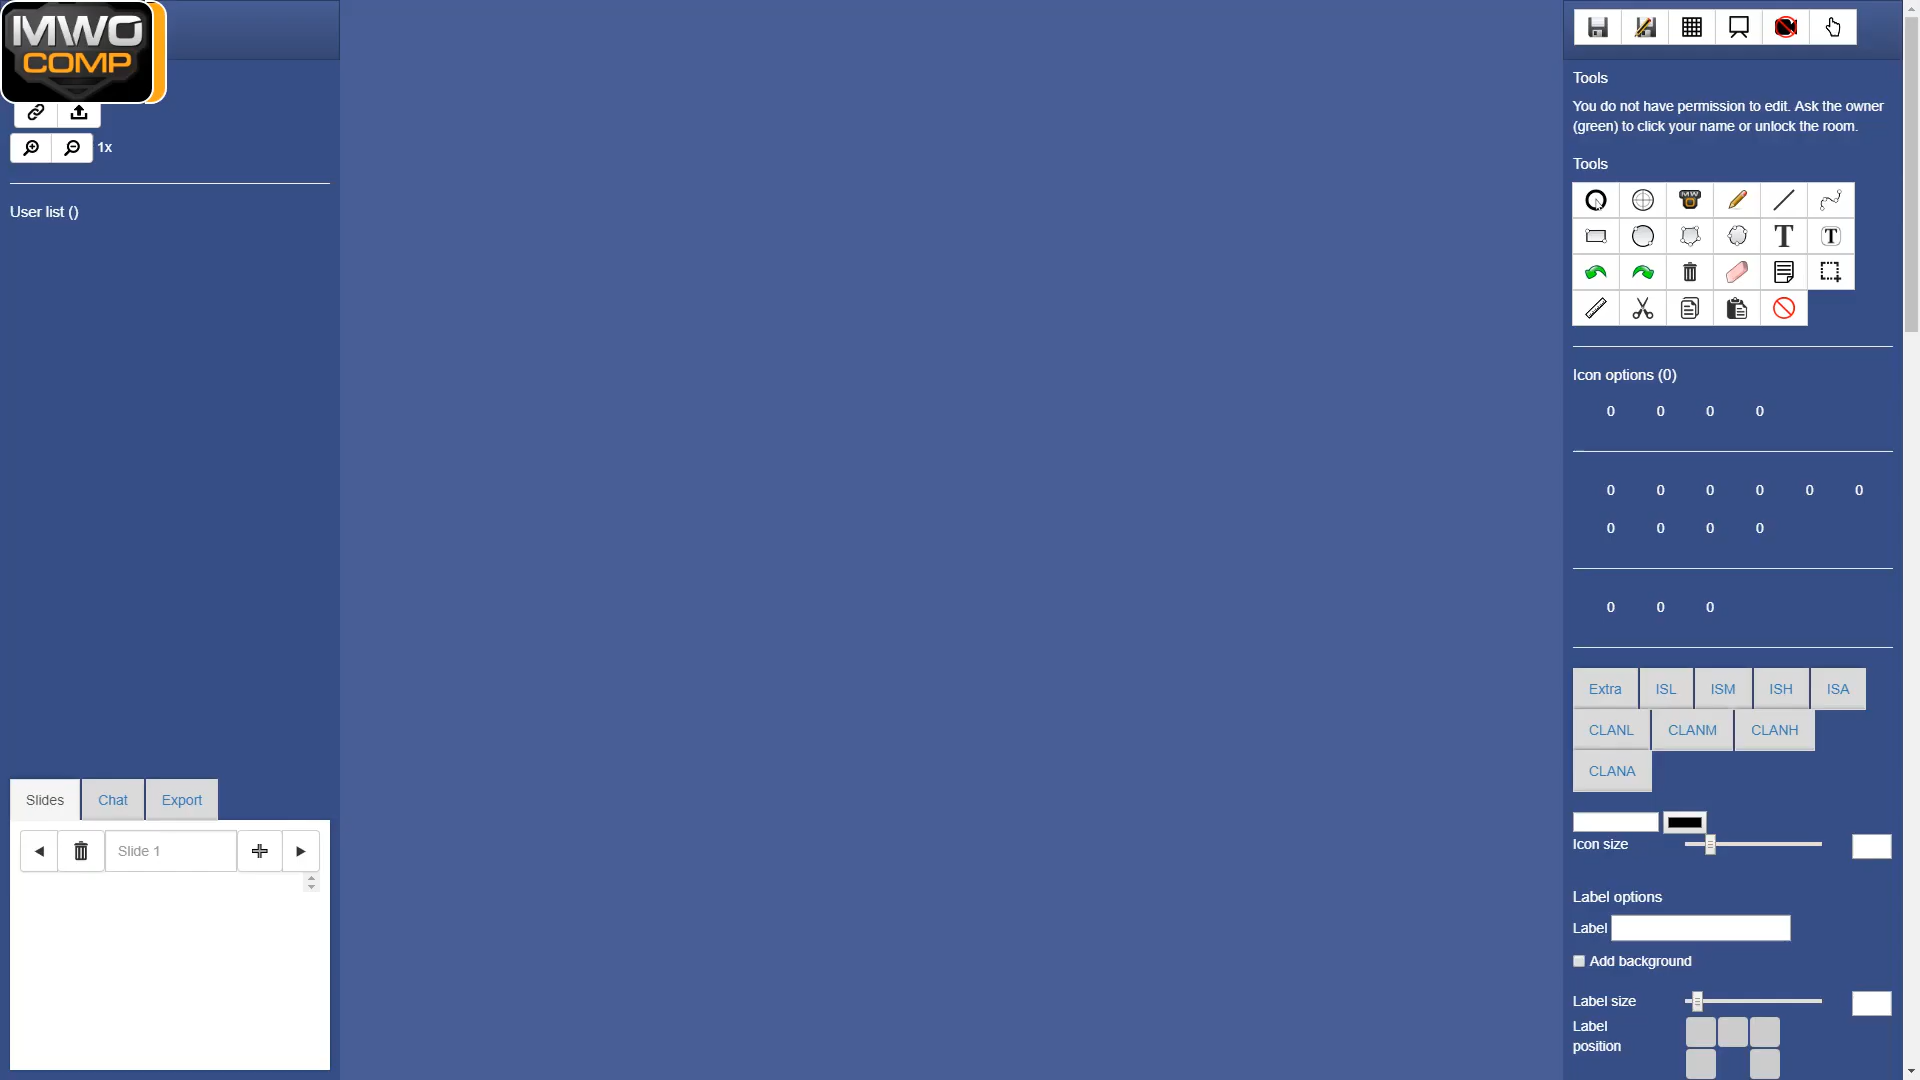 MWO
COMP
1x
User list ()
Slides
Chat
Export
Slide 1
Tools
You do not have permission to edit. Ask the owner
(green) to click your name or unlock the room.
Tools
MW
T
T
Icon options (0)
0 0 0 0
0 0 0 0 0 0
0 0 0 0
0 0 0
Extra ISL ISM ISH ISA
CLANL CLANM CLANH
CLANA
Icon size
Label options
Label
Add background
Label size
Label
position